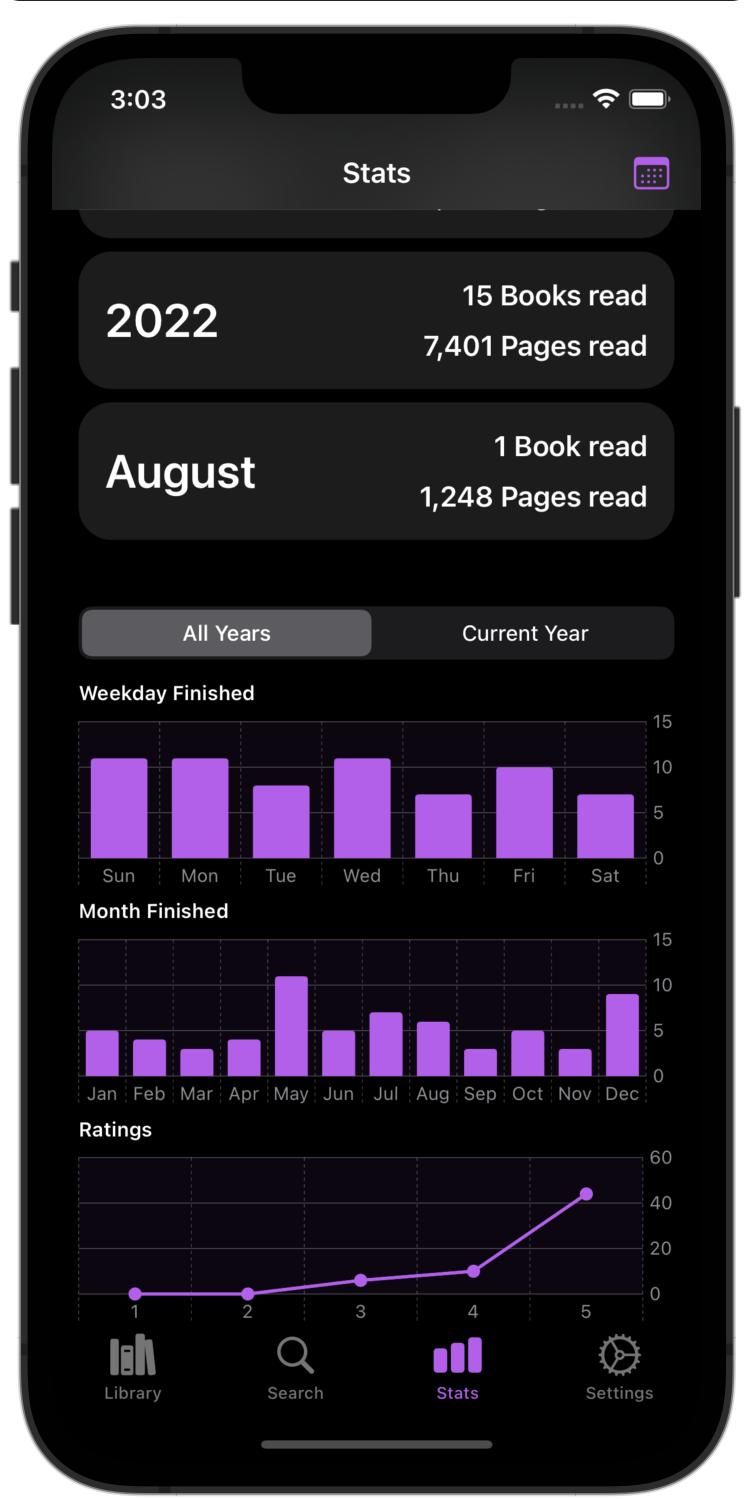 3:03
Stats
2022
15 Books read
7,401 Pages read
August
1 Book read
1,248 Pages read
All Years Current Year
Weekday Finished
15
10
5
0
Sun Mon Tue Wed Thu Fri Sat
Month Finished
15
10
5
0
Jan Feb Mar Apr May Jun Jul Aug Sep Oct Nov Dec
Ratings
60
40
20
0
1 2 3 4 5
Library Search Stats Settings